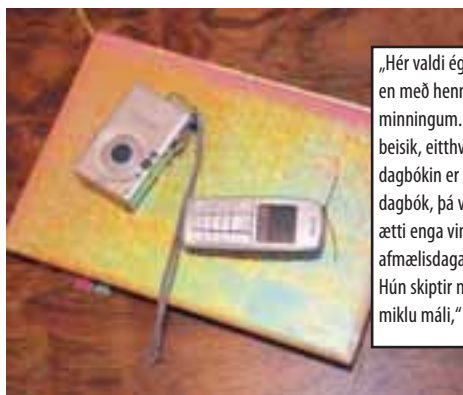 „Hér valdi ég
en með henn
minningum.
beisik, eitthv
dagbókin er
dagbók, þá v
ætti enga vin
afmælisdaga
Hún skiptir m
miklu máli,“